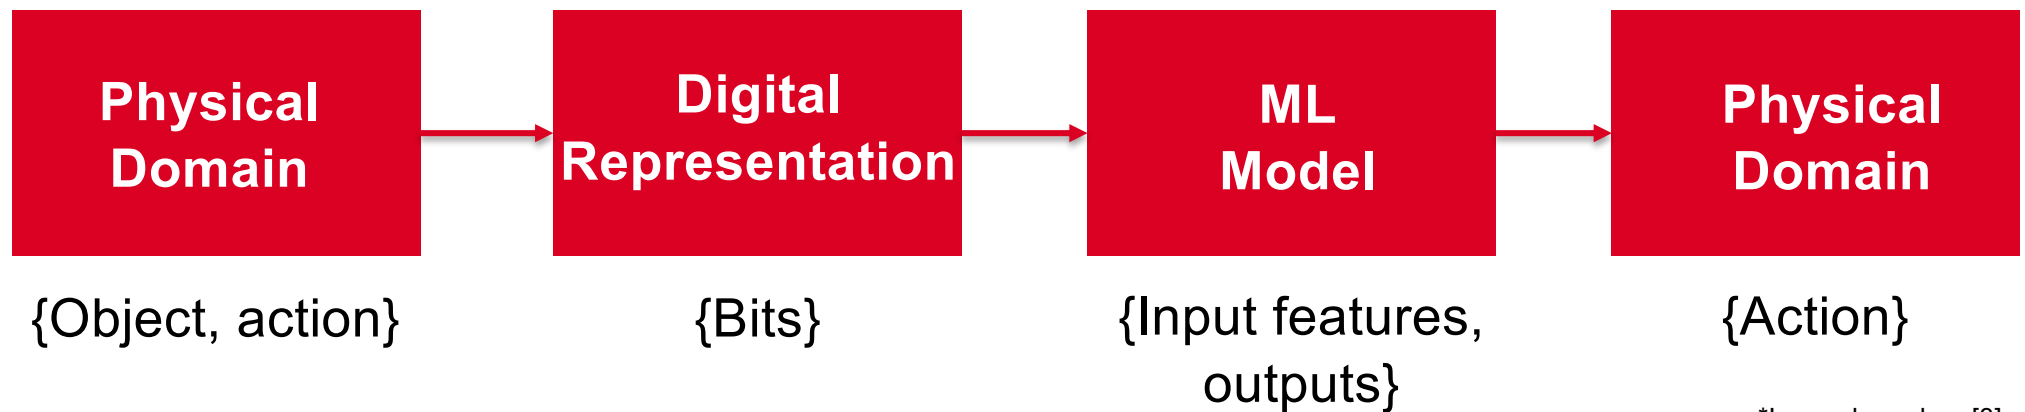 Physical
Domain
Digital
Representation
ML
Model
Physical
Domain
{Object, action}
{Bits}
{Input features,
outputs}
{Action}